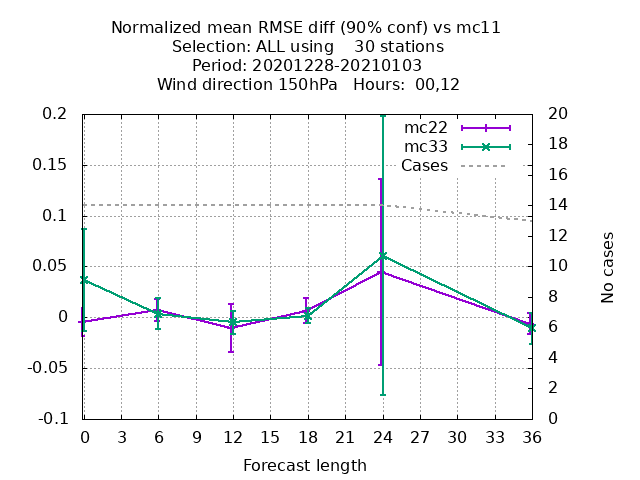 Normalized mean RMSE diff (90% conf) vs mc11
Selection: ALL using    30 stations
Period: 20201228-20210103
Wind direction 150hPa   Hours:  00,12
mc22
mc33
Cases
0.2
0.15
0.1
0.05
0
-0.05
-0.1
20
18
16
14
12
10
8
6
4
2
0
No cases
0 3 6 9 12 15 18 21 24 27 30 33 36
Forecast length